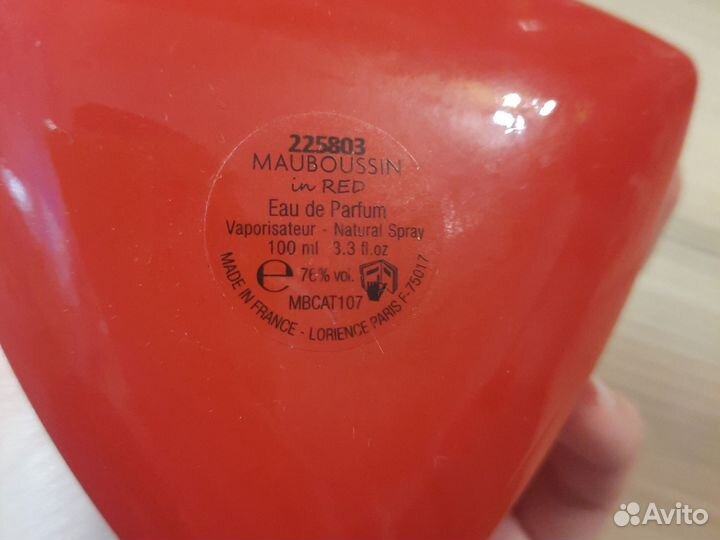 225803
MAUBOUSSIN
in RED
Eau de Parfum
Vaporisateur - Natural Spray
100 ml 3.3 fl.oz
℮ 76% vol.
MBCAT107
MADE IN FRANCE - LORIENCE PARIS F-75017
Avito